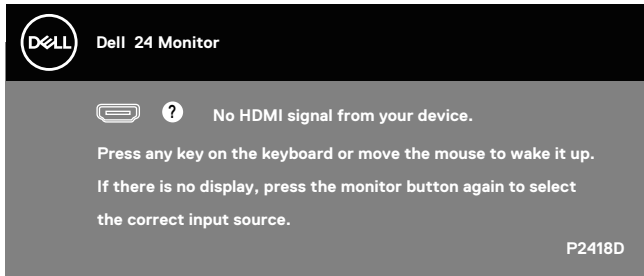 DELL
Dell 24 Monitor
? No HDMI signal from your device.
Press any key on the keyboard or move the mouse to wake it up.
If there is no display, press the monitor button again to select
the correct input source.
P2418D